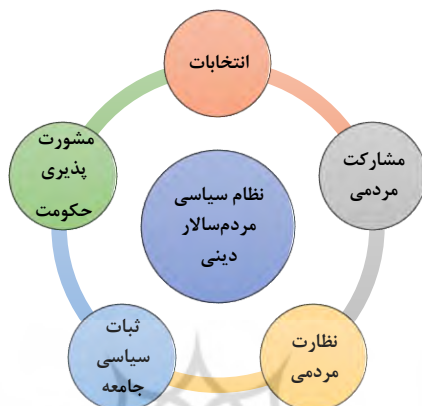 انتخابات
مشارکت
مردمی
نظارت
مردمی
ثبات
سیاسی
جامعه
مشورت
پذیری
حکومت
نظام سیاسی
مردم‌سالار
دینی